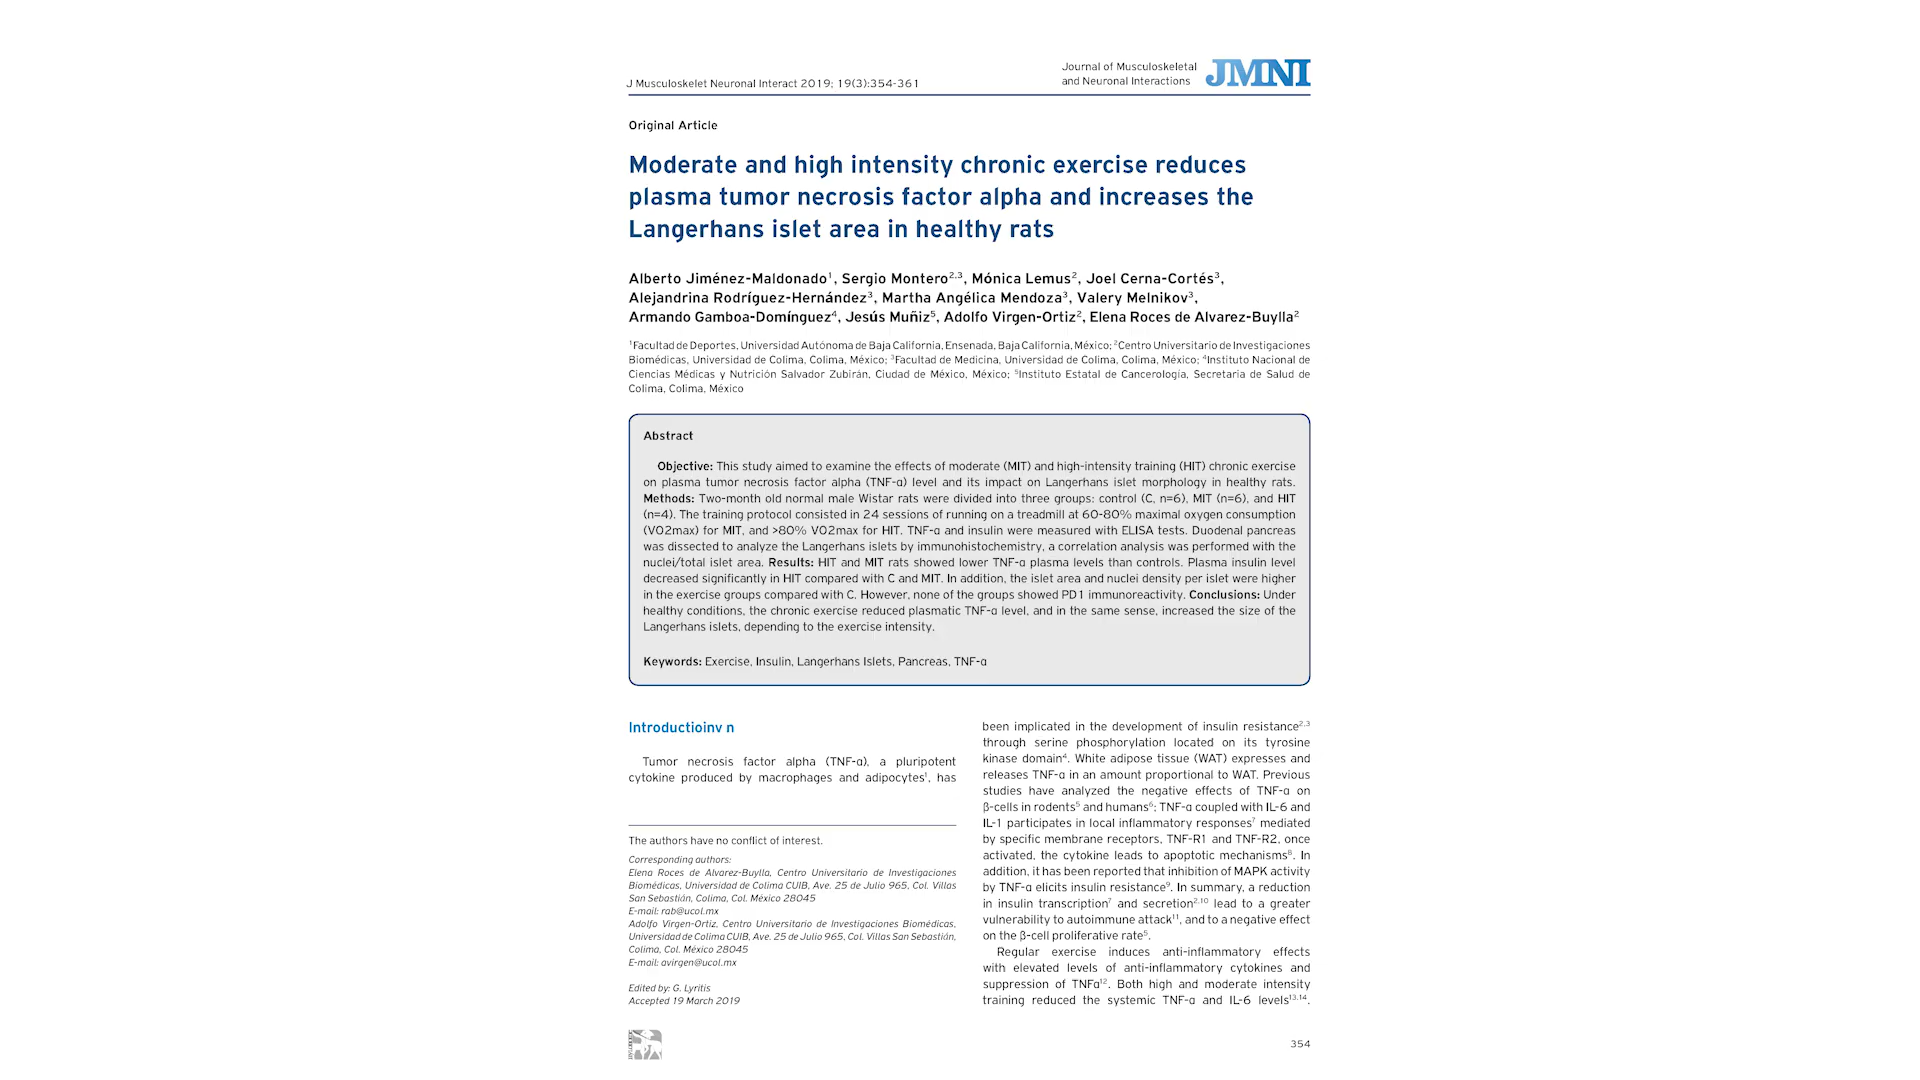 J Musculoskelet Neuronal Interact 2019; 19(3):354-361
Journal of Musculoskeletal
and Neuronal Interactions
JMNI
Original Article
Moderate and high intensity chronic exercise reduces
plasma tumor necrosis factor alpha and increases the
Langerhans islet area in healthy rats
Alberto Jiménez-Maldonado1, Sergio Montero2,3, Mónica Lemus2, Joel Cerna-Cortés3,
Alejandrina Rodríguez-Hernández3, Martha Angélica Mendoza3, Valery Melnikov3,
Armando Gamboa-Domínguez4, Jesús Muñiz5, Adolfo Virgen-Ortiz2, Elena Roces de Alvarez-Buylla2
1Facultad de Deportes, Universidad Autónoma de Baja California, Ensenada, Baja California, México; 2Centro Universitario de Investigaciones
Biomédicas, Universidad de Colima, Colima, México; 3Facultad de Medicina, Universidad de Colima, Colima, México; 4Instituto Nacional de
Ciencias Médicas y Nutrición Salvador Zubirán, Ciudad de México, México; 5Instituto Estatal de Cancerología, Secretaria de Salud de
Colima, Colima, México
Abstract
Objective: This study aimed to examine the effects of moderate (MIT) and high-intensity training (HIT) chronic exercise
on plasma tumor necrosis factor alpha (TNF-α) level and its impact on Langerhans islet morphology in healthy rats.
Methods: Two-month old normal male Wistar rats were divided into three groups: control (C, n=6), MIT (n=6), and HIT
(n=4). The training protocol consisted in 24 sessions of running on a treadmill at 60-80% maximal oxygen consumption
(VO2max) for MIT, and >80% VO2max for HIT. TNF-α and insulin were measured with ELISA tests. Duodenal pancreas
was dissected to analyze the Langerhans islets by immunohistochemistry, a correlation analysis was performed with the
nuclei/total islet area. Results: HIT and MIT rats showed lower TNF-α plasma levels than controls. Plasma insulin level
decreased significantly in HIT compared with C and MIT. In addition, the islet area and nuclei density per islet were higher
in the exercise groups compared with C. However, none of the groups showed PD1 immunoreactivity. Conclusions: Under
healthy conditions, the chronic exercise reduced plasmatic TNF-α level, and in the same sense, increased the size of the
Langerhans islets, depending to the exercise intensity.
Keywords: Exercise, Insulin, Langerhans Islets, Pancreas, TNF-α
Introductioinv n
Tumor necrosis factor alpha (TNF-α), a pluripotent
cytokine produced by macrophages and adipocytes1, has
The authors have no conflict of interest.
Corresponding authors:
Elena Roces de Alvarez-Buylla, Centro Universitario de Investigaciones
Biomédicas, Universidad de Colima CUIB, Ave. 25 de Julio 965, Col. Villas
San Sebastián, Colima, Col. México 28045
E-mail: rab@ucol.mx
Adolfo Virgen-Ortiz, Centro Universitario de Investigaciones Biomédicas,
Universidad de Colima CUIB, Ave. 25 de Julio 965, Col. Villas San Sebastián,
Colima, Col. México 28045
E-mail: avirgen@ucol.mx
Edited by: G. Lyritis
Accepted 19 March 2019
been implicated in the development of insulin resistance2,3
through serine phosphorylation located on its tyrosine
kinase domain4. White adipose tissue (WAT) expresses and
releases TNF-α in an amount proportional to WAT. Previous
studies have analyzed the negative effects of TNF-α on
β-cells in rodents5 and humans6; TNF-α coupled with IL-6 and
IL-1 participates in local inflammatory responses7 mediated
by specific membrane receptors, TNF-R1 and TNF-R2, once
activated, the cytokine leads to apoptotic mechanisms8. In
addition, it has been reported that inhibition of MAPK activity
by TNF-α elicits insulin resistance9. In summary, a reduction
in insulin transcription7 and secretion2,10 lead to a greater
vulnerability to autoimmune attack11, and to a negative effect
on the β-cell proliferative rate5.
Regular exercise induces anti-inflammatory effects
with elevated levels of anti-inflammatory cytokines and
suppression of TNFα12. Both high and moderate intensity
training reduced the systemic TNF-α and IL-6 levels13,14.
354